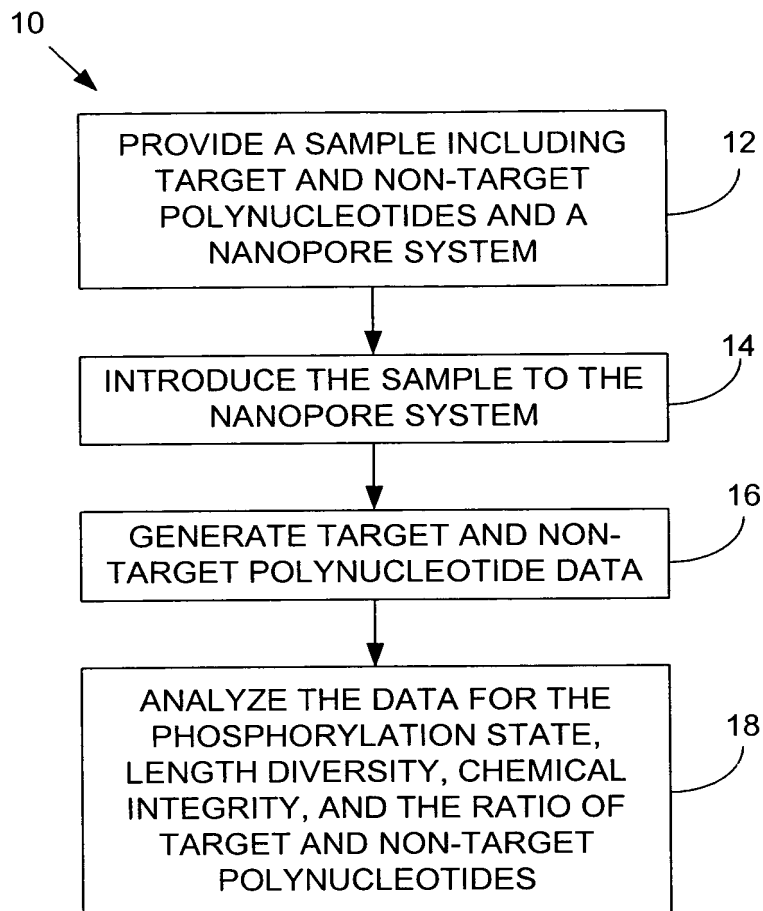 10
PROVIDE A SAMPLE INCLUDING
TARGET AND NON-TARGET
POLYNUCLEOTIDES AND A
NANOPORE SYSTEM
12
INTRODUCE THE SAMPLE TO THE
NANOPORE SYSTEM
14
GENERATE TARGET AND NON-
TARGET POLYNUCLEOTIDE DATA
16
ANALYZE THE DATA FOR THE
PHOSPHORYLATION STATE,
LENGTH DIVERSITY, CHEMICAL
INTEGRITY, AND THE RATIO OF
TARGET AND NON-TARGET
POLYNUCLEOTIDES
18